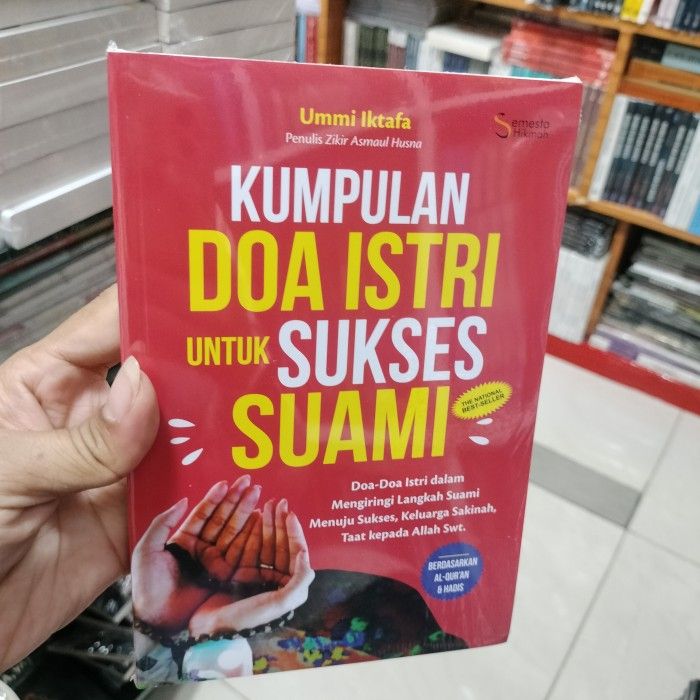 Ummi Iktafa
Penulis Zikir Asmaul Husna
Semesta
Hikmah
KUMPULAN
DOA ISTRI
UNTUK SUKSES
SUAMI
THE NATIONAL
BEST-SELLER
Doa-Doa Istri dalam
Mengiringi Langkah Suami
Menuju Sukses, Keluarga Sakinah,
Taat kepada Allah Swt.
BERDASARKAN
AL-QUR'AN
& HADIS